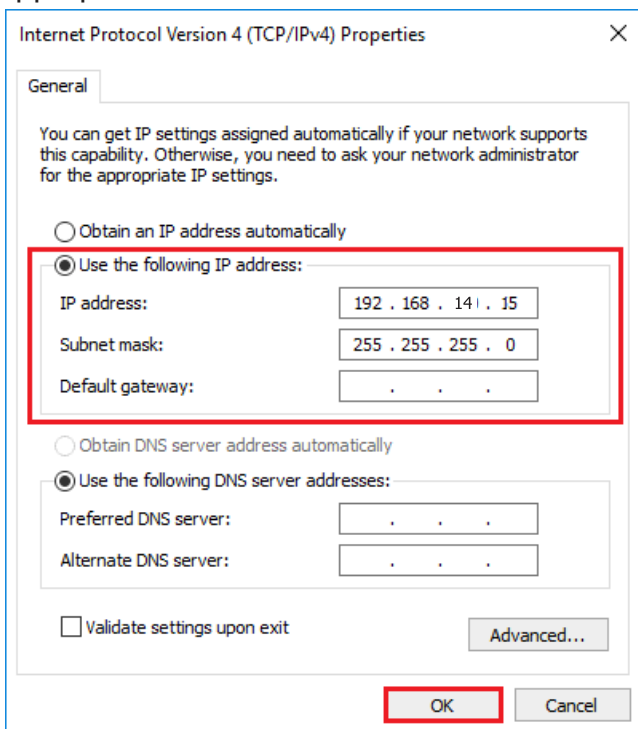 Internet Protocol Version 4 (TCP/IPv4) Properties
General
You can get IP settings assigned automatically if your network supports
this capability. Otherwise, you need to ask your network administrator
for the appropriate IP settings.
Obtain an IP address automatically
Use the following IP address:
IP address: 192 . 168 . . 15
Subnet mask: 255 . 255 . 255 . 0
Default gateway: . . .
Obtain DNS server address automatically
Use the following DNS server addresses:
Preferred DNS server: . . .
Alternate DNS server: . . .
Validate settings upon exit
Advanced...
OK Cancel